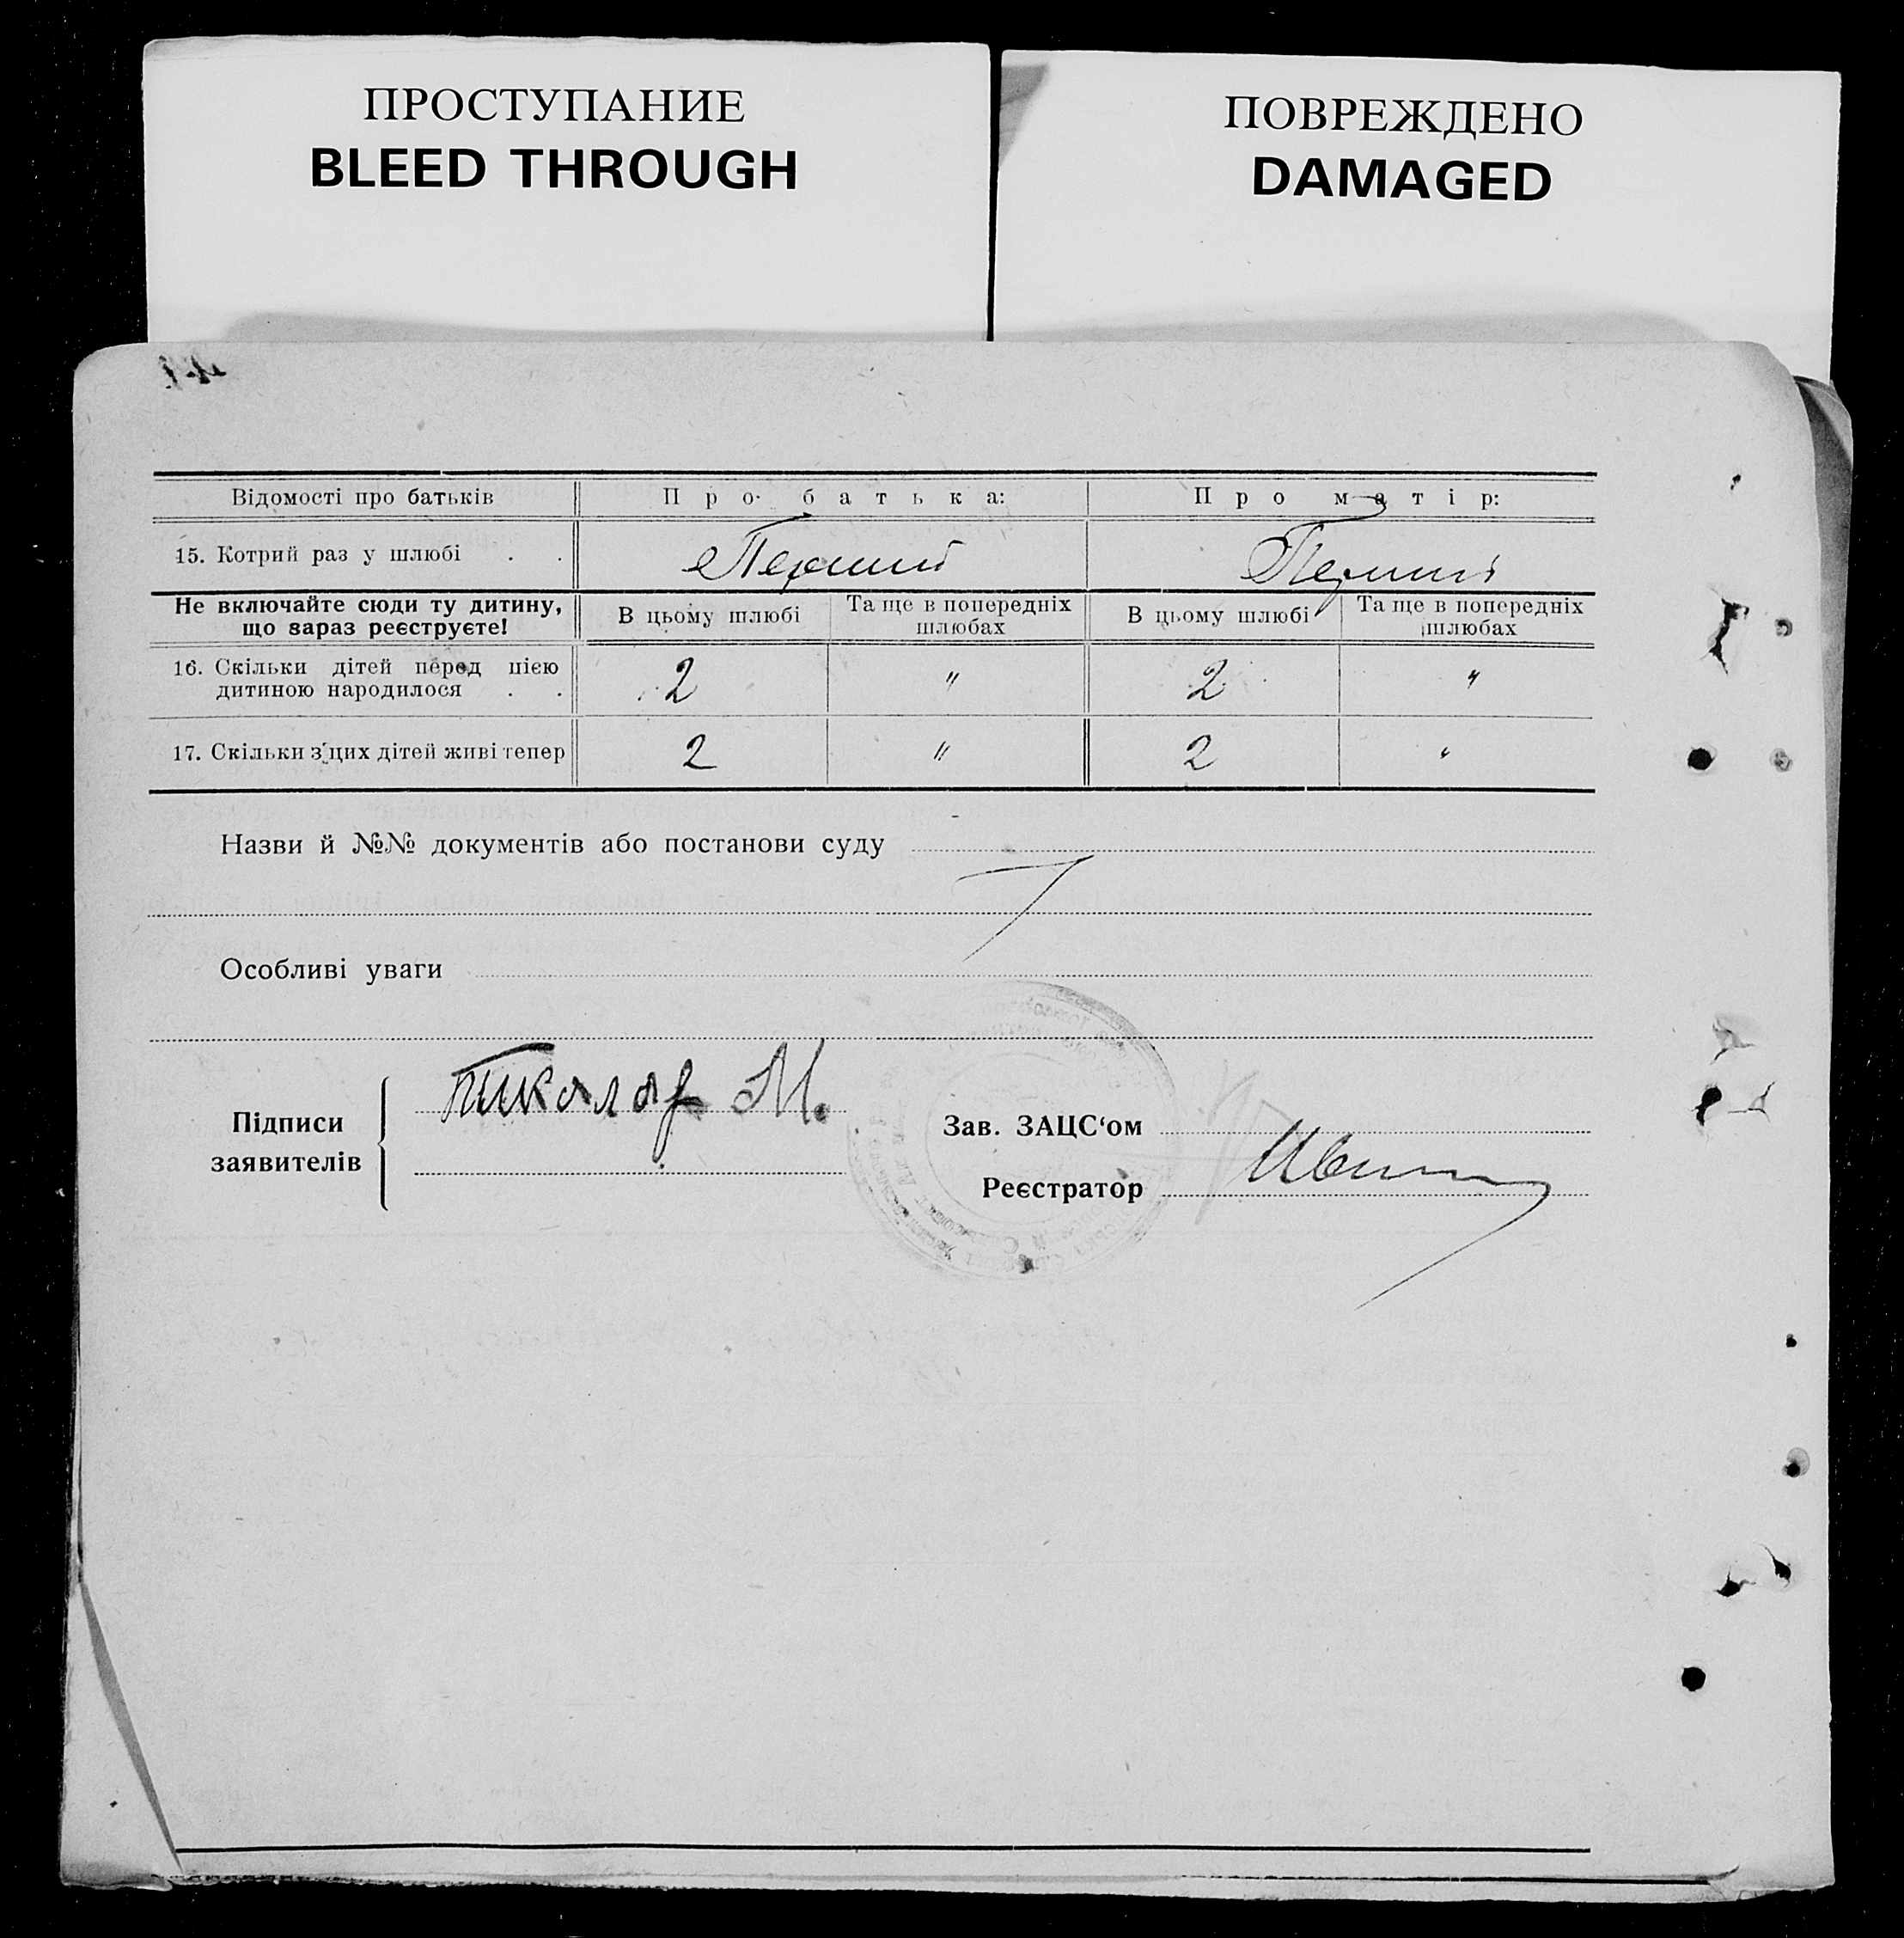 ПРОСТУПАНИЕ
BLEED THROUGH
ПОВРЕЖДЕНО
DAMAGED
Відомості про батьків Про батька: Про матір:
15. Котрий раз у шлюбі . . Перший Перший
Не включайте сюди ту дитину, що зараз реєструєте! В цьому шлюбі Та ще в попередніх шлюбах В цьому шлюбі Та ще в попередніх шлюбах
16. Скільки дітей перед цією дитиною народилося . . 2 " 2 "
17. Скільки з цих дітей живі тепер 2 " 2 "
Назви й №№ документів або постанови суду
Особливі уваги
Підписи заявителів
М.
Зав. ЗАЦС‘ом
Реєстратор